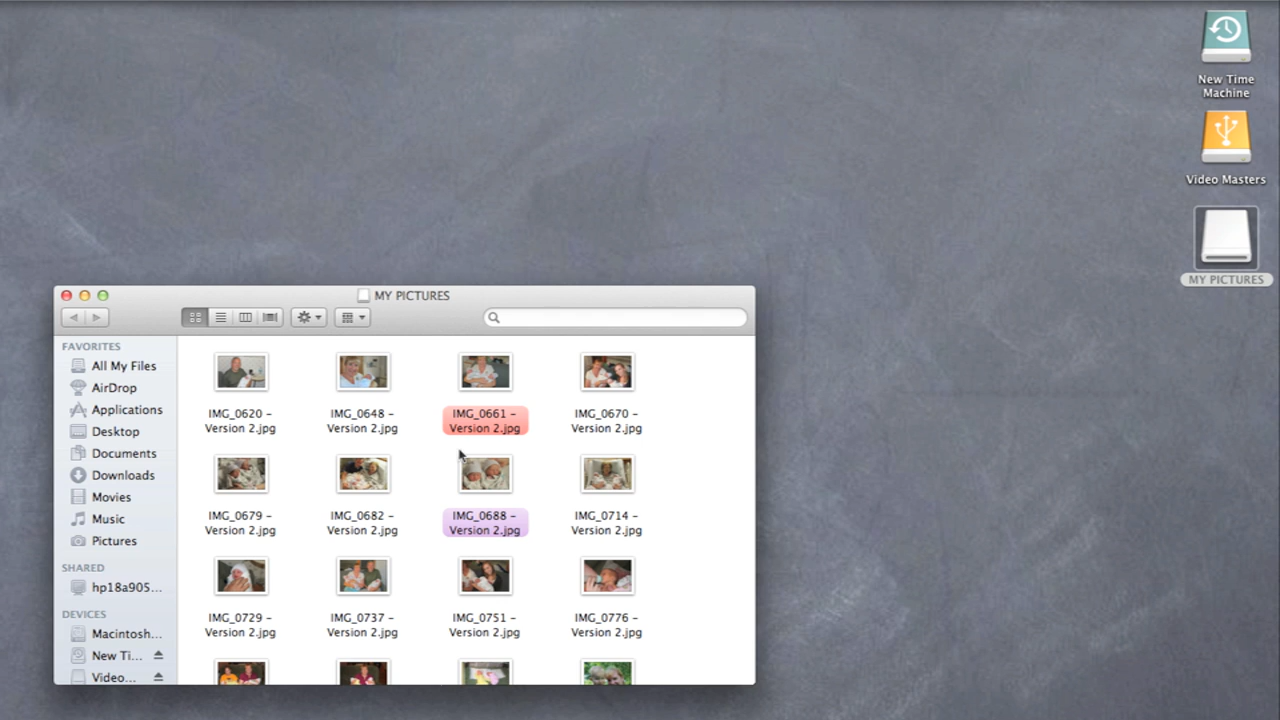 New Time
Machine
Video Masters
MY PICTURES
MY PICTURES
FAVORITES
All My Files
AirDrop
Applications
Desktop
Documents
Downloads
Movies
Music
Pictures
SHARED
hp18a905...
DEVICES
Macintosh...
New Ti...
Video...
IMG_0620 -
Version 2.jpg
IMG_0648 -
Version 2.jpg
IMG_0661 -
Version 2.jpg
IMG_0670 -
Version 2.jpg
IMG_0679 -
Version 2.jpg
IMG_0682 -
Version 2.jpg
IMG_0688 -
Version 2.jpg
IMG_0714 -
Version 2.jpg
IMG_0729 -
Version 2.jpg
IMG_0737 -
Version 2.jpg
IMG_0751 -
Version 2.jpg
IMG_0776 -
Version 2.jpg